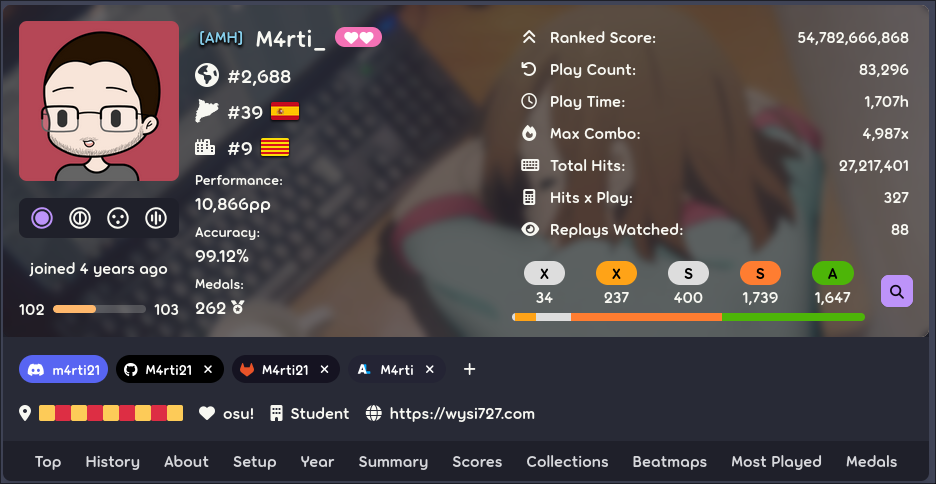 [AMH] M4rti_
#2,688
#39
#9
Performance:
10,866pp
Accuracy:
99.12%
Medals:
262
joined 4 years ago
102 103
Ranked Score: 54,782,666,868
Play Count: 83,296
Play Time: 1,707h
Max Combo: 4,987x
Total Hits: 27,217,401
Hits x Play: 327
Replays Watched: 88
X X S S A
34 237 400 1,739 1,647
m4rti21 M4rti21 × M4rti21 × AL M4rti × +
osu! Student https://wysi727.com
Top History About Setup Year Summary Scores Collections Beatmaps Most Played Medals